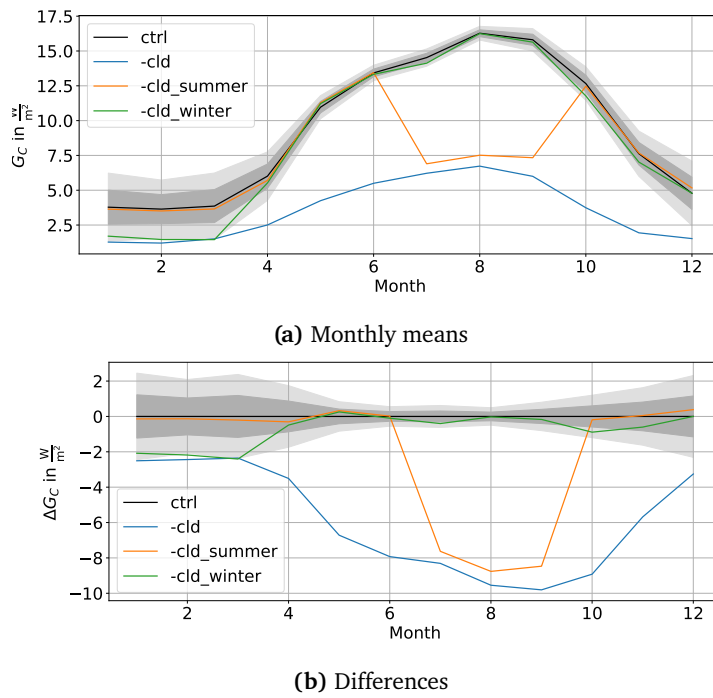 17.5
15.0
12.5
10.0
7.5
5.0
2.5
G_C in W/m²
ctrl
-cld
-cld_summer
-cld_winter
2 4 6 8 10 12
Month
(a) Monthly means
2
0
−2
−4
−6
−8
−10
ΔG_C in W/m²
ctrl
-cld
-cld_summer
-cld_winter
2 4 6 8 10 12
Month
(b) Differences